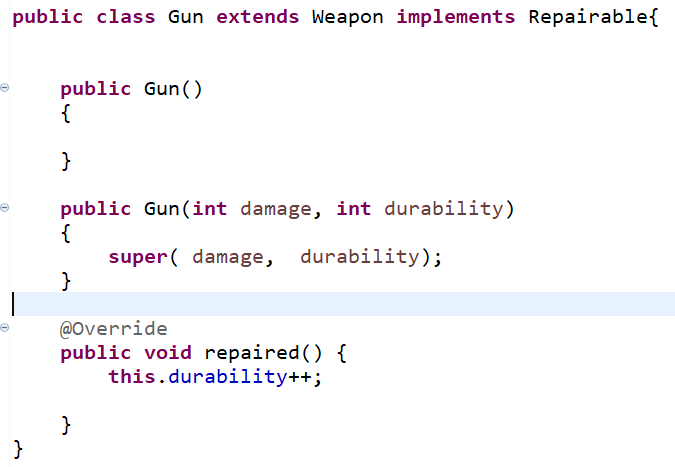 public class Gun extends Weapon implements Repairable{
public Gun()
{
}
public Gun(int damage, int durability)
{
super( damage,  durability);
}
@Override
public void repaired() {
this.durability++;
}
}